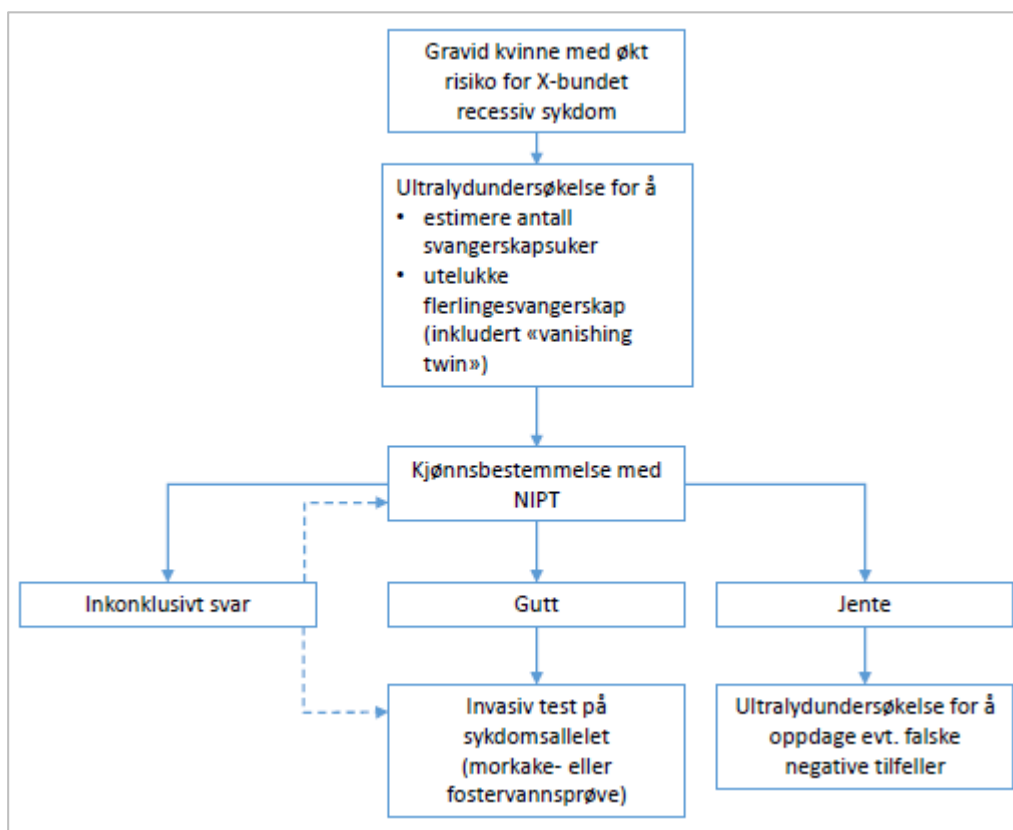 Gravid kvinne med økt
risiko for X-bundet
recessiv sykdom
Ultralydundersøkelse for å
• estimere antall
svangerskapsuker
• utelukke
flerlingesvangerskap
(inkludert «vanishing
twin»)
Kjønnsbestemmelse med
NIPT
Inkonklusivt svar
Gutt
Jente
Invasiv test på
sykdomsallelet
(morkake- eller
fostervannsprøve)
Ultralydundersøkelse for å
oppdage evt. falske
negative tilfeller